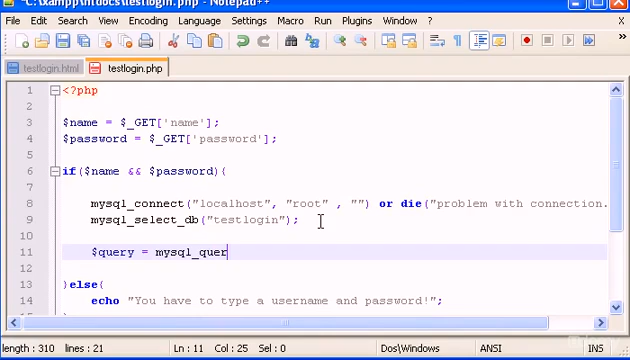 *C:\xampp\htdocs\testlogin.php - Notepad++
File Edit Search View Encoding Language Settings Macro Run Plugins Window ?
testlogin.html testlogin.php
1 <?php
2
3 $name = $_GET['name'];
4 $password = $_GET['password'];
5
6 if($name && $password){
7
8 mysql_connect("localhost", "root" , "") or die("problem with connection.
9 mysql_select_db("testlogin");
10
11 $query = mysql_quer
12
13 }else{
14 echo "You have to type a username and password!";
length : 310 lines : 21 Ln : 11 Col : 25 Sel : 0 Dos\Windows ANSI INS